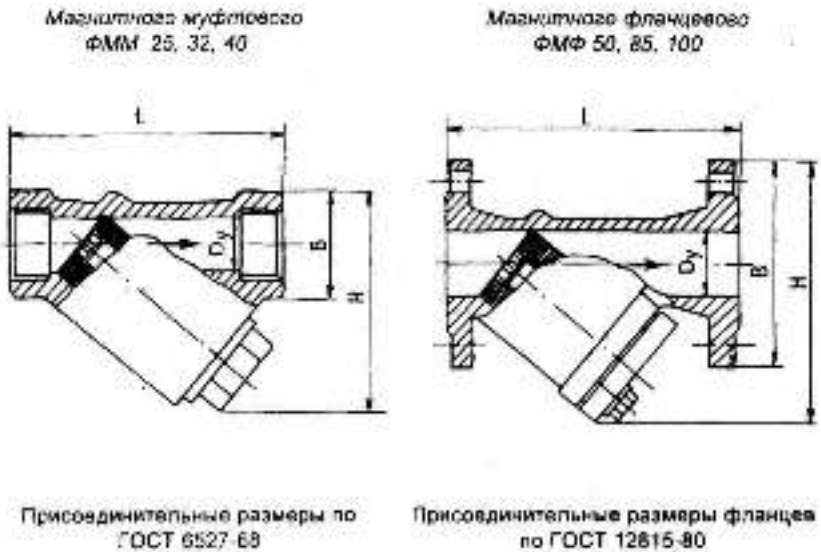 Магнитного муфтового
ФММ 25, 32, 40
Магнитного фланцевого
ФМФ 50, 85, 100
L
Dy
Б
H
L
Dy
B
H
Присоединительные размеры по
ГОСТ 6527-68
Присоединительные размеры фланцев
по ГОСТ 12815-80